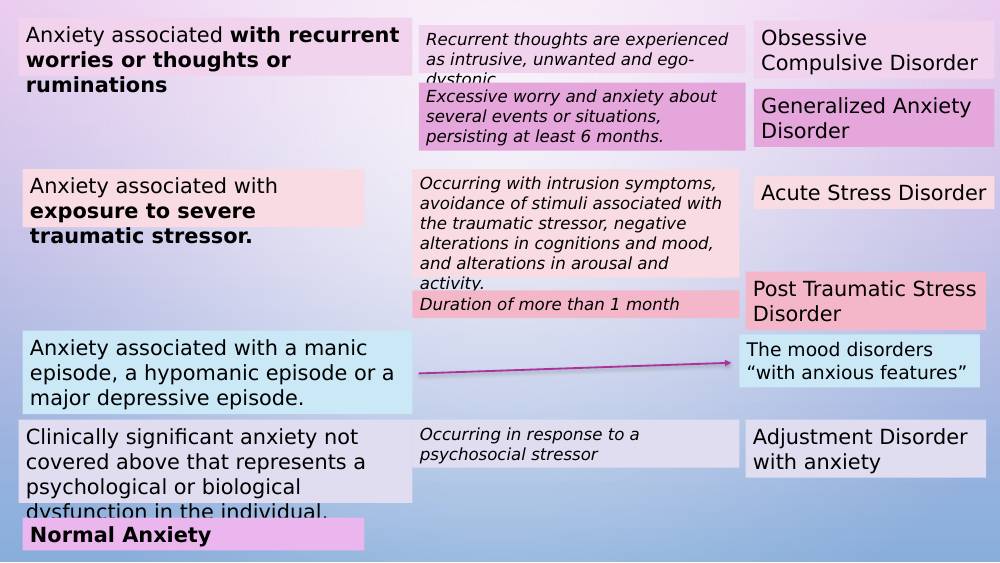 Anxiety associated with recurrent
worries or thoughts or
ruminations
Recurrent thoughts are experienced
as intrusive, unwanted and ego-
dystonic
Obsessive
Compulsive Disorder
Excessive worry and anxiety about
several events or situations,
persisting at least 6 months.
Generalized Anxiety
Disorder
Anxiety associated with
exposure to severe
traumatic stressor.
Occurring with intrusion symptoms,
avoidance of stimuli associated with
the traumatic stressor, negative
alterations in cognitions and mood,
and alterations in arousal and
activity.
Acute Stress Disorder
Duration of more than 1 month
Post Traumatic Stress
Disorder
Anxiety associated with a manic
episode, a hypomanic episode or a
major depressive episode.
The mood disorders
“with anxious features”
Clinically significant anxiety not
covered above that represents a
psychological or biological
dysfunction in the individual.
Occurring in response to a
psychosocial stressor
Adjustment Disorder
with anxiety
Normal Anxiety